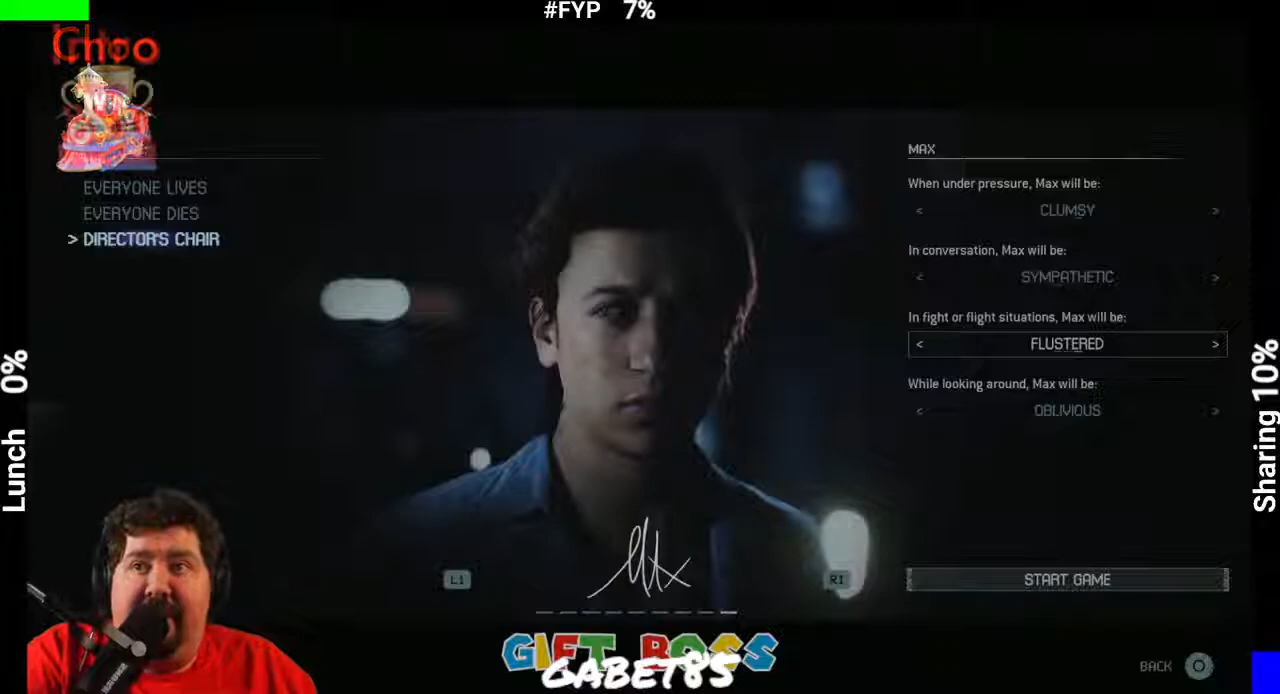 #FYP 7%
Choo
EVERYONE LIVES
EVERYONE DIES
> DIRECTOR'S CHAIR
MAX
When under pressure, Max will be:
< CLUMSY >
In conversation, Max will be:
< SYMPATHETIC >
In fight or flight situations, Max will be:
< FLUSTERED >
While looking around, Max will be:
< OBLIVIOUS >
Lunch 0%
Sharing 10%
Max
L1
R1
START GAME
GIFT BOSS
GABET85
BACK